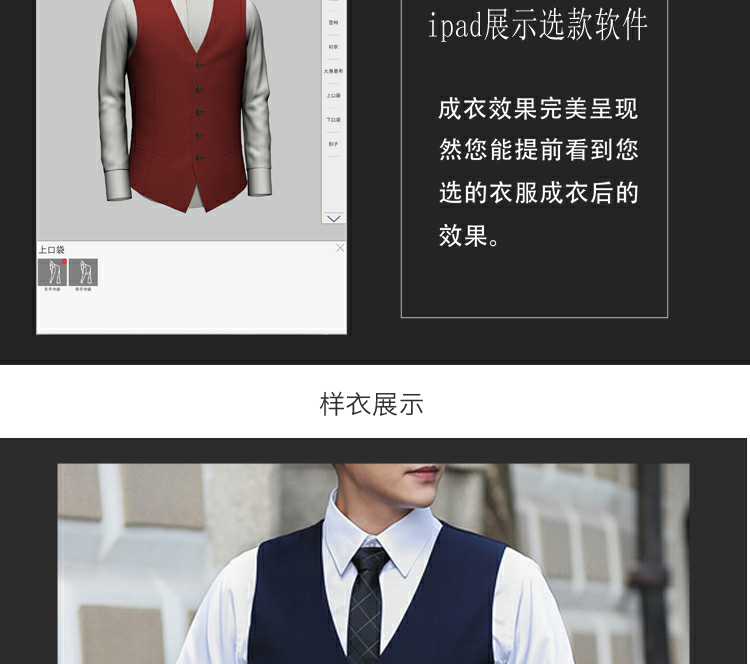 面料
衬衣
大角里布
上口袋
下口袋
扣子
上口袋
ipad展示选款软件
成衣效果完美呈现
然您能提前看到您
选的衣服成衣后的
效果。
样衣展示